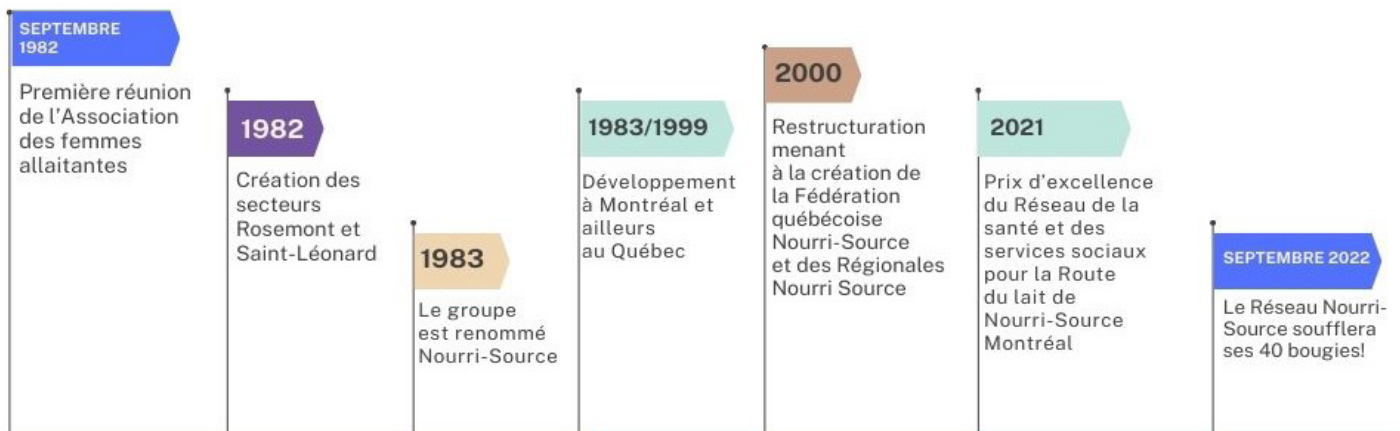 SEPTEMBRE
1982
Première réunion
de l'Association
des femmes
allaitantes
1982
Création des
secteurs
Rosemont et
Saint-Léonard
1983
Le groupe
est renommé
Nourri-Source
1983/1999
Développement
à Montréal et
ailleurs
au Québec
2000
Restructuration
menant
à la création de
la Fédération
québécoise
Nourri-Source
et des Régionales
Nourri Source
2021
Prix d'excellence
du Réseau de la
santé et des
services sociaux
pour la Route
du lait de
Nourri-Source
Montréal
SEPTEMBRE 2022
Le Réseau Nourri-
Source soufflera
ses 40 bougies!